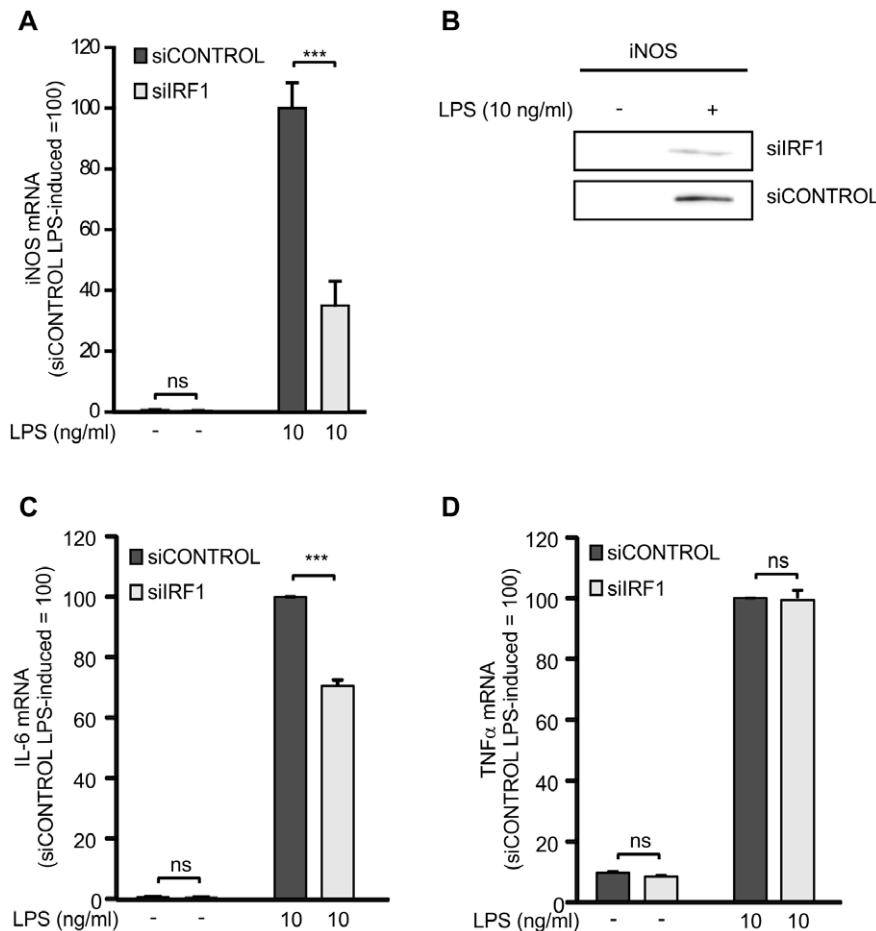 A
iNOS mRNA
(siCONTROL LPS-induced =100)
120
100
80
60
40
20
0
siCONTROL
siIRF1
***
ns
LPS (ng/ml) - - 10 10
B
iNOS
LPS (10 ng/ml) - +
siIRF1
siCONTROL
C
IL-6 mRNA
(siCONTROL LPS-induced = 100)
120
100
80
60
40
20
0
siCONTROL
siIRF1
***
ns
LPS (ng/ml) - - 10 10
D
TNFα mRNA
(siCONTROL LPS-induced = 100)
120
100
80
60
40
20
0
siCONTROL
siIRF1
ns
ns
LPS (ng/ml) - - 10 10